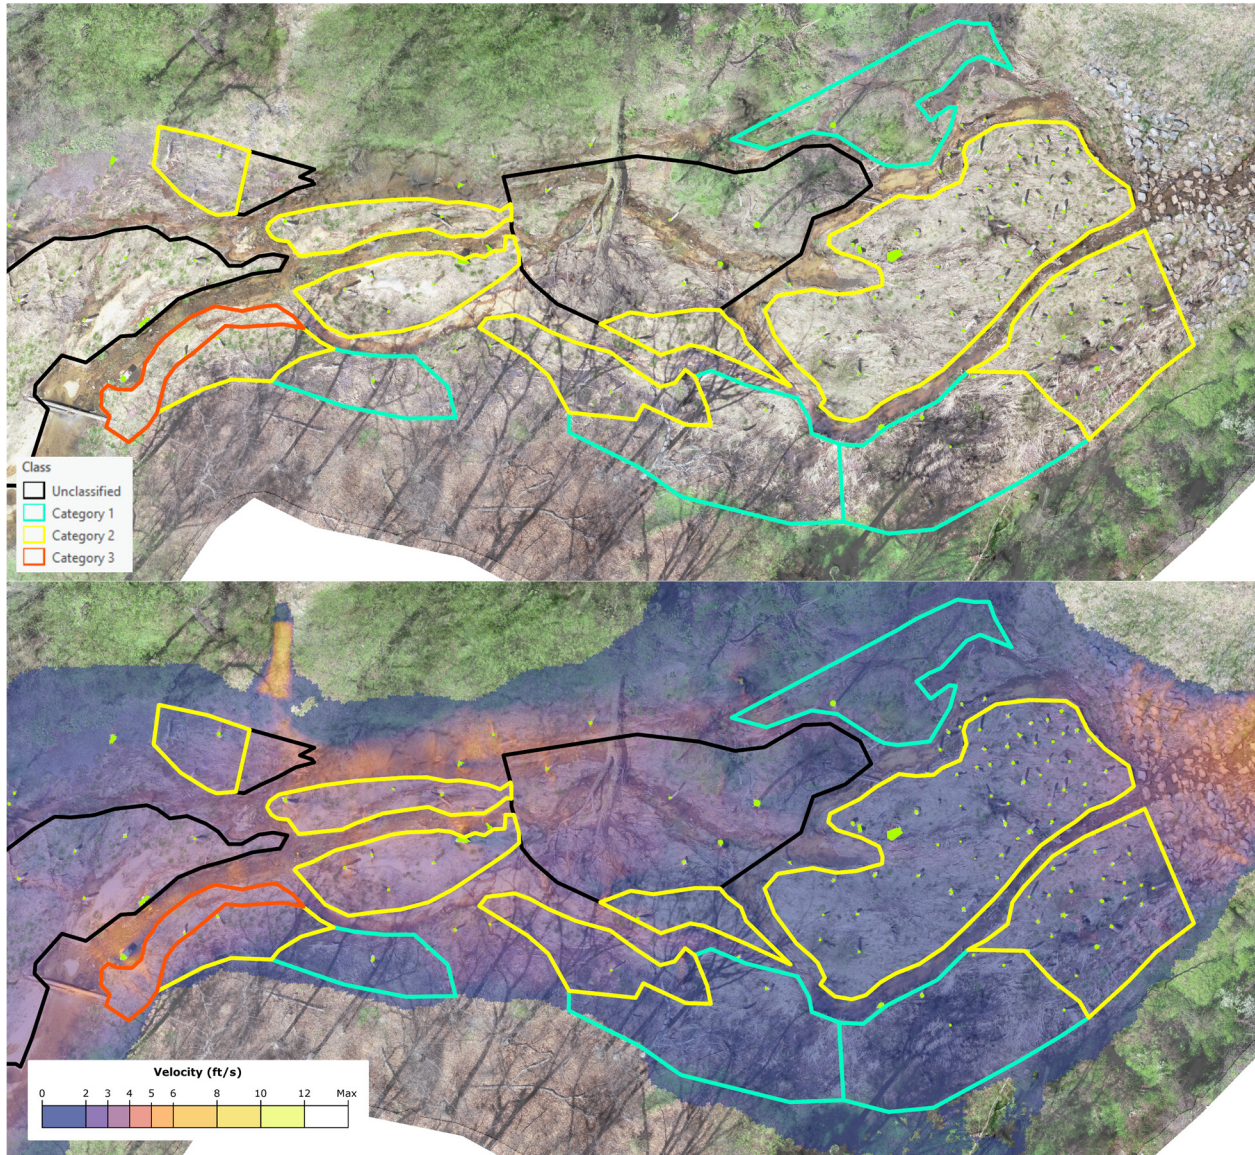 Class
Unclassified
Category 1
Category 2
Category 3
Velocity (ft/s)
0 2 3 4 5 6 8 10 12 Max